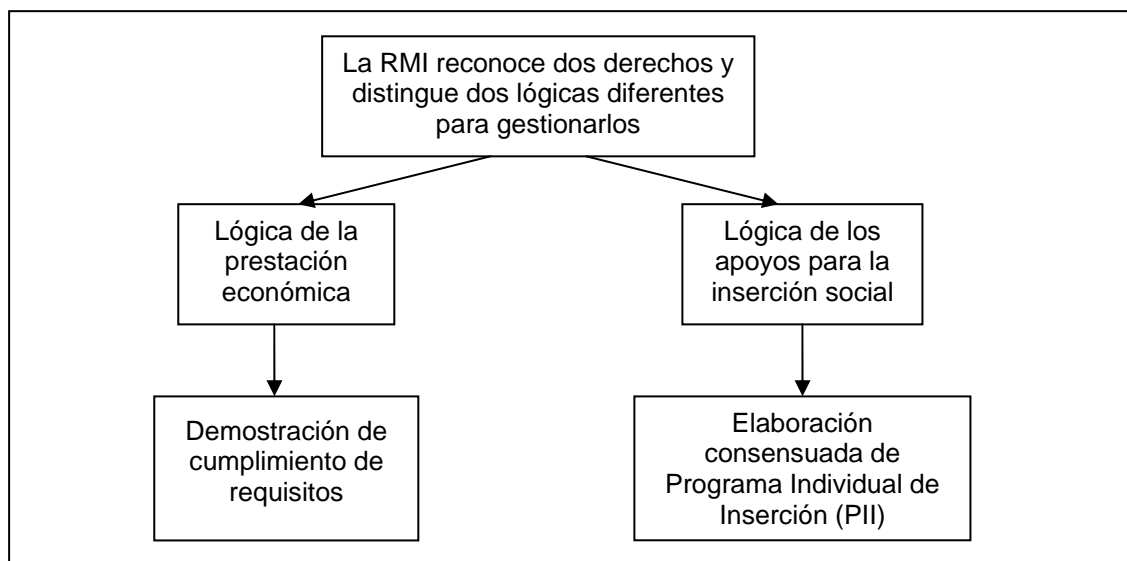 La RMI reconoce dos derechos y
distingue dos lógicas diferentes
para gestionarlos
Lógica de la
prestación
económica
Lógica de los
apoyos para la
inserción social
Demostración de
cumplimiento de
requisitos
Elaboración
consensuada de
Programa Individual de
Inserción (PII)